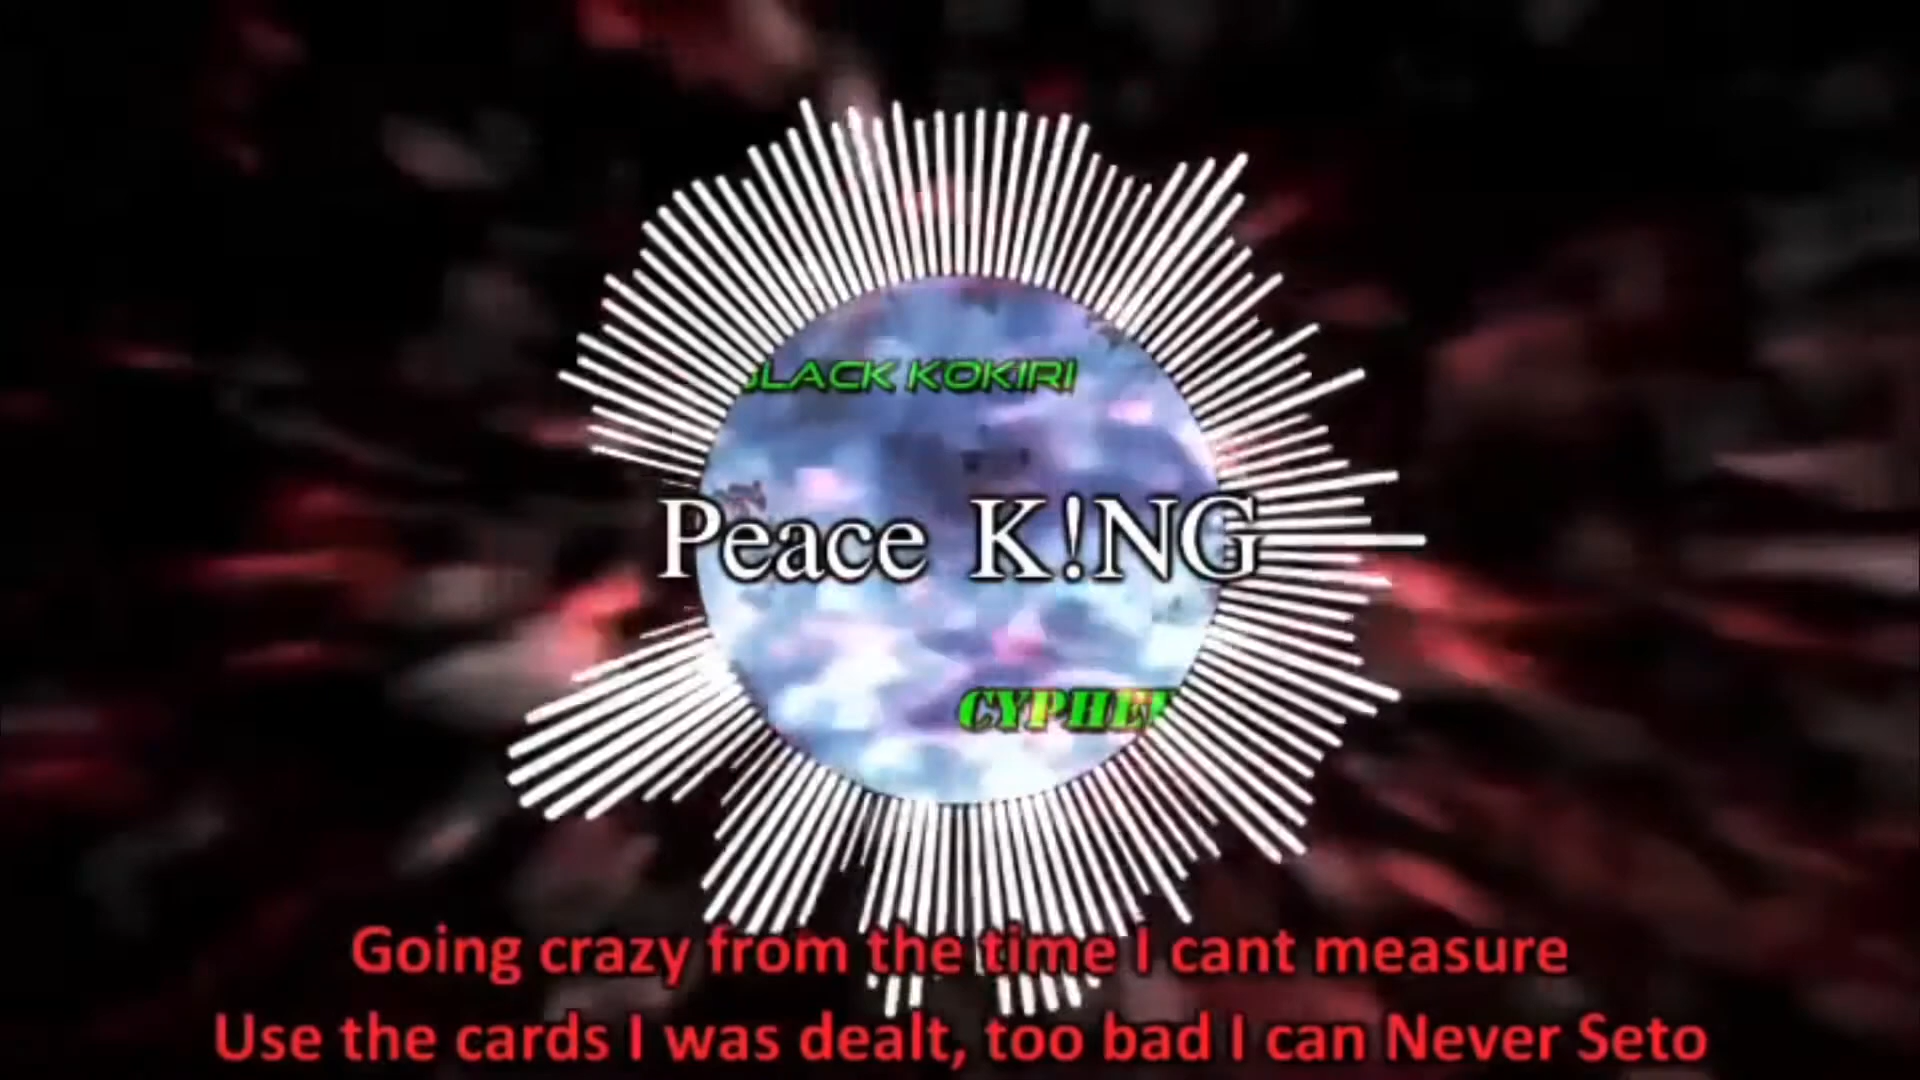 BLACK KOKIRI
Peace K!NG
CYPHER
Going crazy from the time I cant measure
Use the cards I was dealt, too bad I can Never Seto